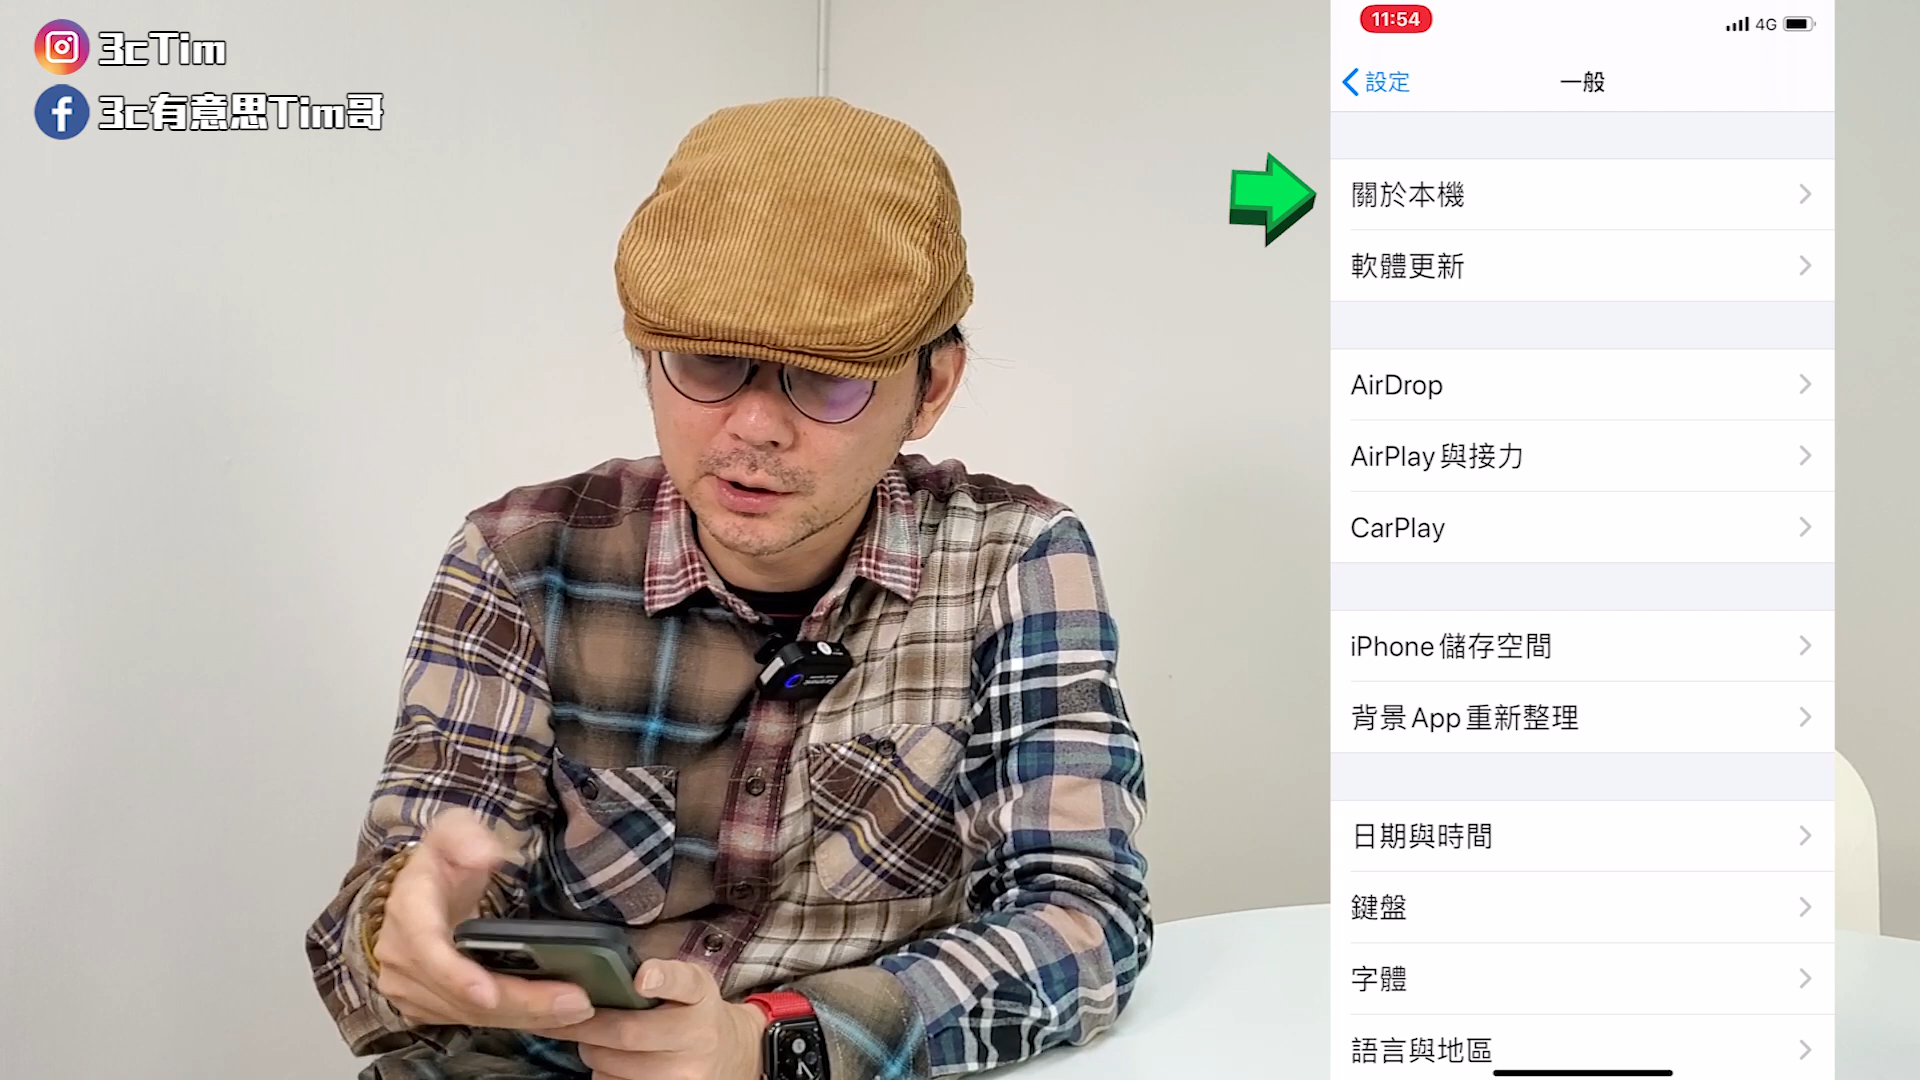 3cTim
3c有意思Tim哥
11:54
4G
設定
一般
關於本機
軟體更新
AirDrop
AirPlay與接力
CarPlay
iPhone儲存空間
背景App重新整理
日期與時間
鍵盤
字體
語言與地區